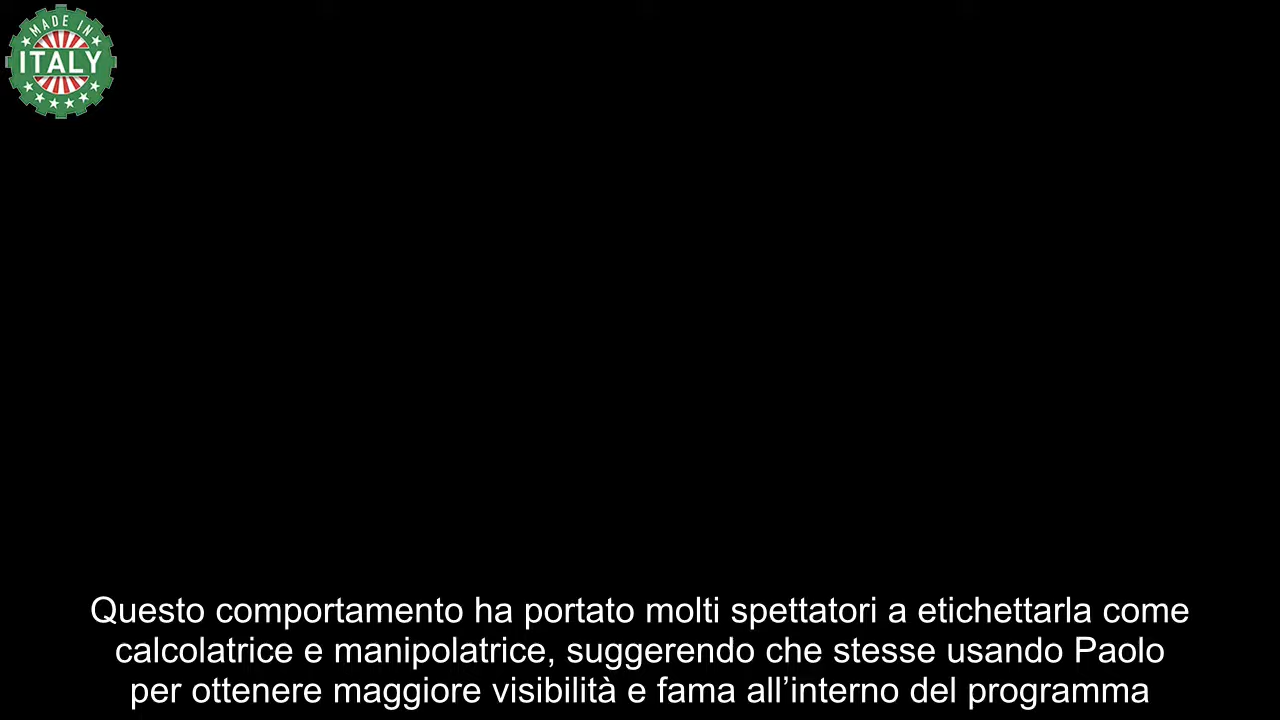 MADE IN
ITALY
Questo comportamento ha portato molti spettatori a etichettarla come
calcolatrice e manipolatrice, suggerendo che stesse usando Paolo
per ottenere maggiore visibilità e fama all’interno del programma